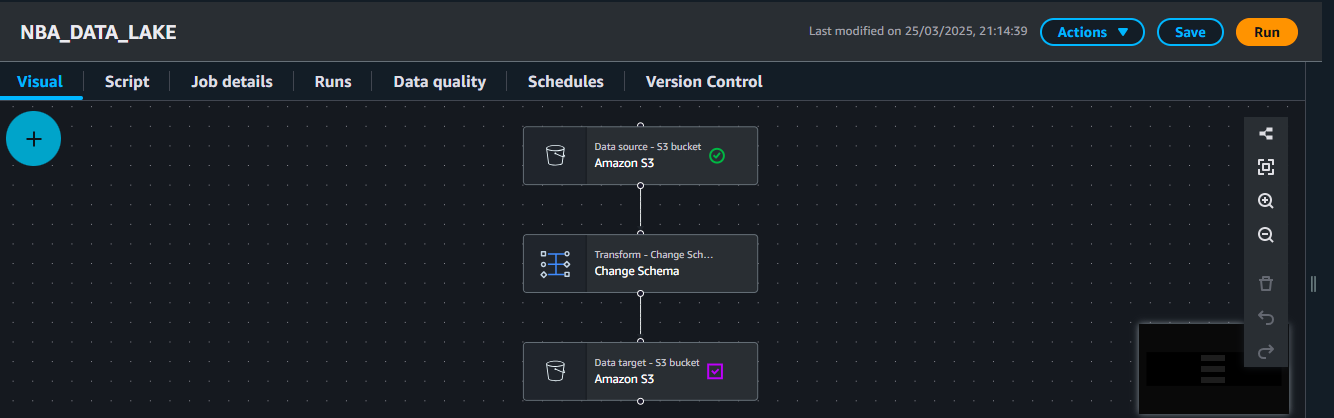 NBA_DATA_LAKE
Last modified on 25/03/2025, 21:14:39
Actions
Save
Run
Visual
Script
Job details
Runs
Data quality
Schedules
Version Control
Data source - S3 bucket
Amazon S3
Transform - Change Sch...
Change Schema
Data target - S3 bucket
Amazon S3